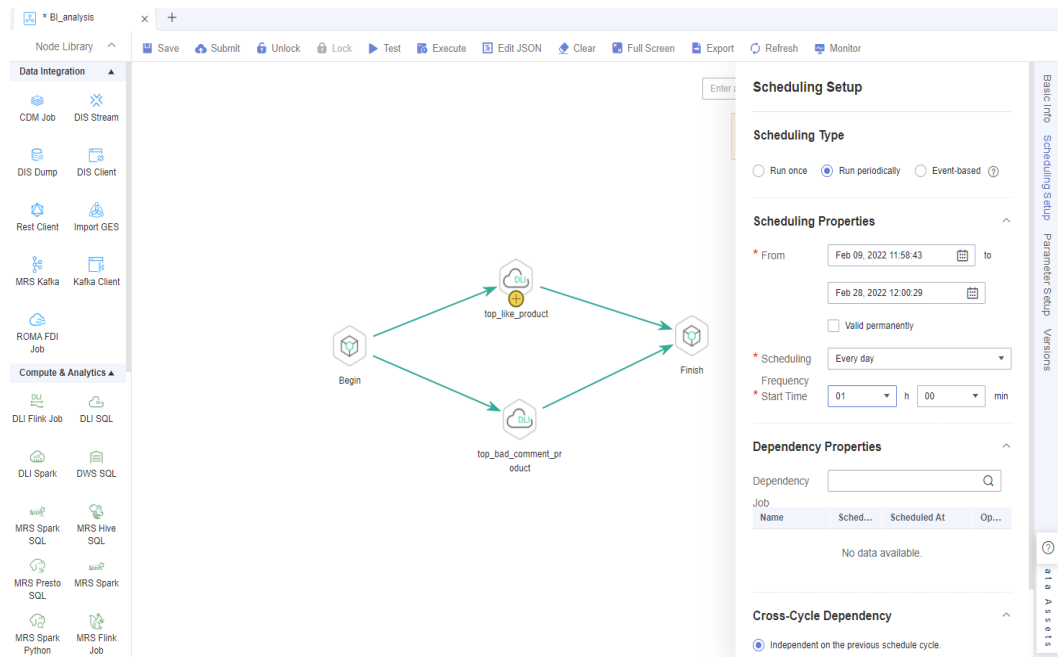 * BI_analysis
Node Library
Save Submit Unlock Lock Test Execute Edit JSON Clear Full Screen Export Refresh Monitor
Data Integration
CDM Job DIS Stream
DIS Dump DIS Client
Rest Client Import GES
MRS Kafka Kafka Client
ROMA FDI
Job
Compute & Analytics
DLI Flink Job DLI SQL
DLI Spark DWS SQL
MRS Spark
SQL
MRS Hive
SQL
MRS Presto
SQL
MRS Spark
MRS Spark
Python
MRS Flink
Job
Enter
DLI
top_like_product
Begin
Finish
DLI
top_bad_comment_pr
oduct
Scheduling Setup
Scheduling Type
Run once Run periodically Event-based
Scheduling Properties
* From Feb 09, 2022 11:58:43 to
Feb 28, 2022 12:00:29
Valid permanently
* Scheduling Every day
Frequency
* Start Time 01 h 00 min
Dependency Properties
Dependency
Job
Name Sched... Scheduled At Op...
No data available.
Cross-Cycle Dependency
Independent on the previous schedule cycle.
Basic Info
Scheduling Setup
Parameter Setup
Versions
ata Assets